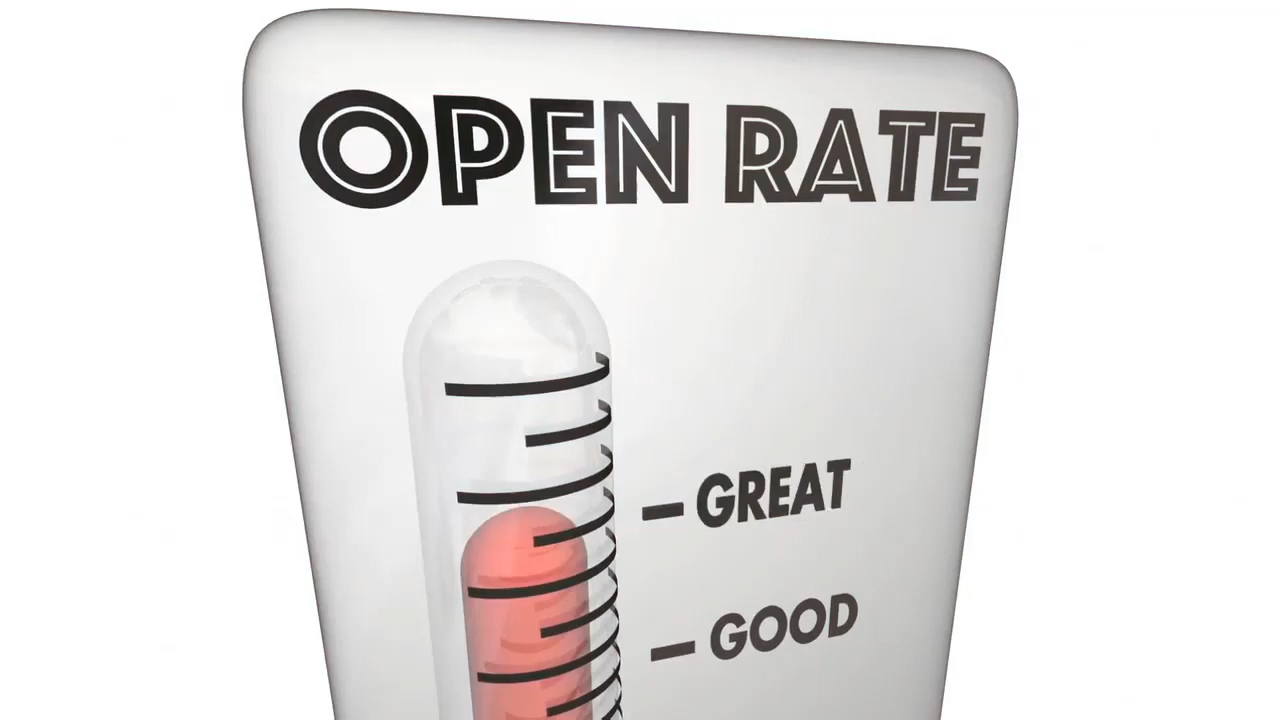 OPEN RATE
– GREAT
– GOOD